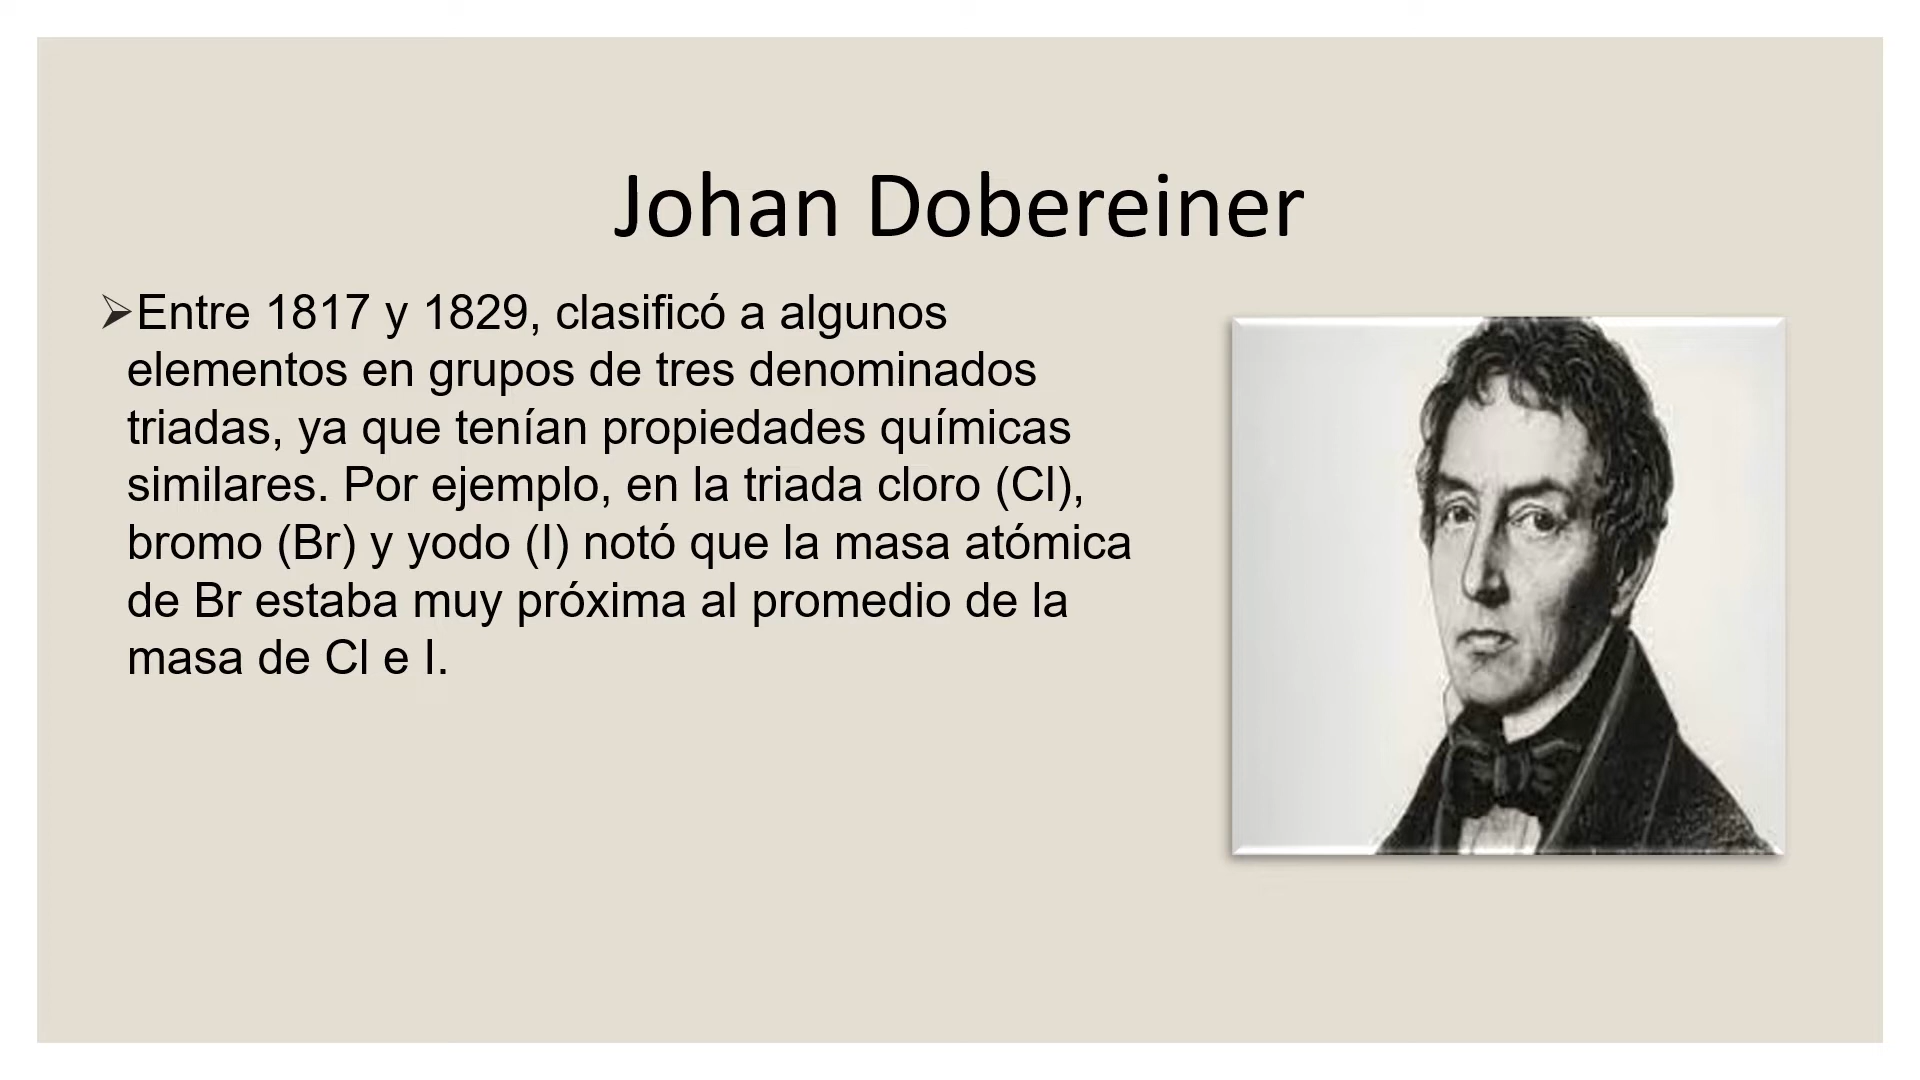 Johan Dobereiner
➢Entre 1817 y 1829, clasificó a algunos
elementos en grupos de tres denominados
triadas, ya que tenían propiedades químicas
similares. Por ejemplo, en la triada cloro (Cl),
bromo (Br) y yodo (I) notó que la masa atómica
de Br estaba muy próxima al promedio de la
masa de Cl e I.